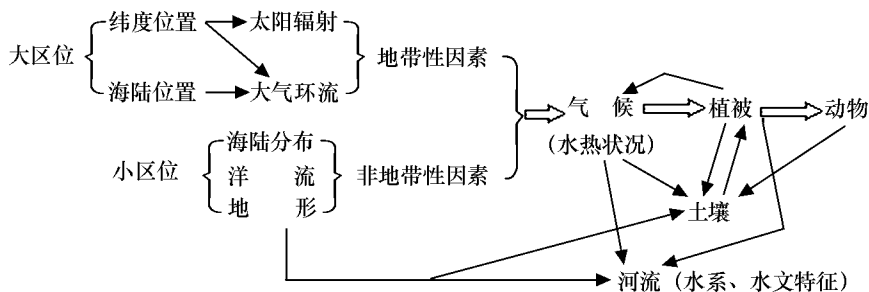 纬度位置 太阳辐射
大区位 地带性因素
海陆位置 大气环流
气 候 植被 动物
海陆分布 (水热状况)
小区位 洋 流 非地带性因素
地 形 土壤
河流(水系、水文特征)